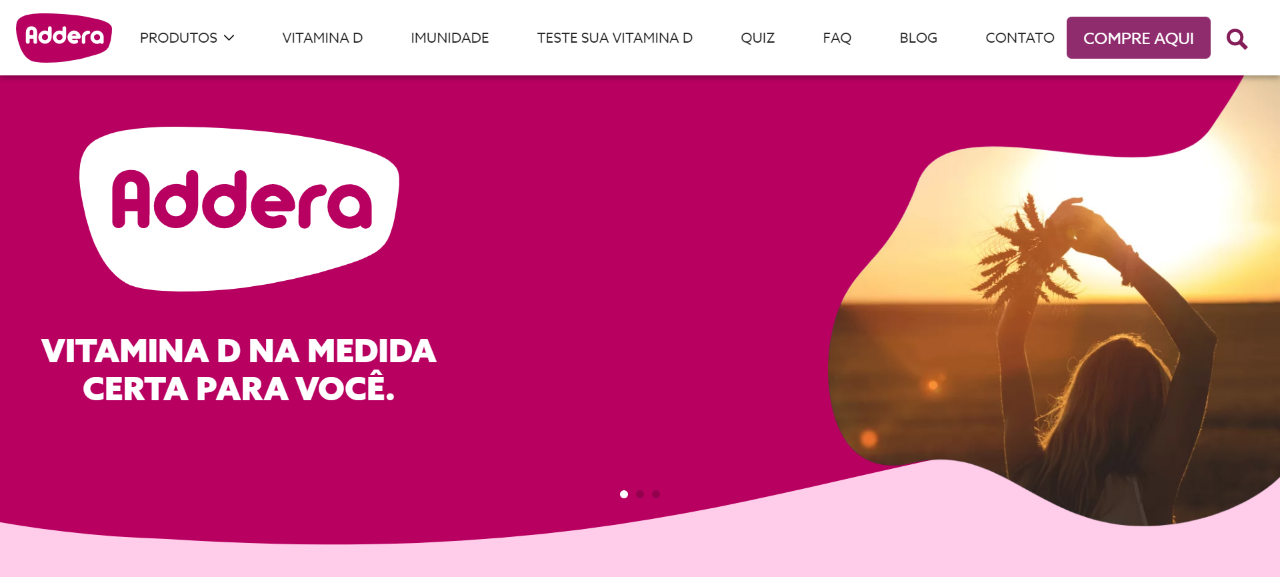 Addera
PRODUTOS
VITAMINA D
IMUNIDADE
TESTE SUA VITAMINA D
QUIZ
FAQ
BLOG
CONTATO
COMPRE AQUI
Addera
VITAMINA D NA MEDIDA
CERTA PARA VOCÊ.